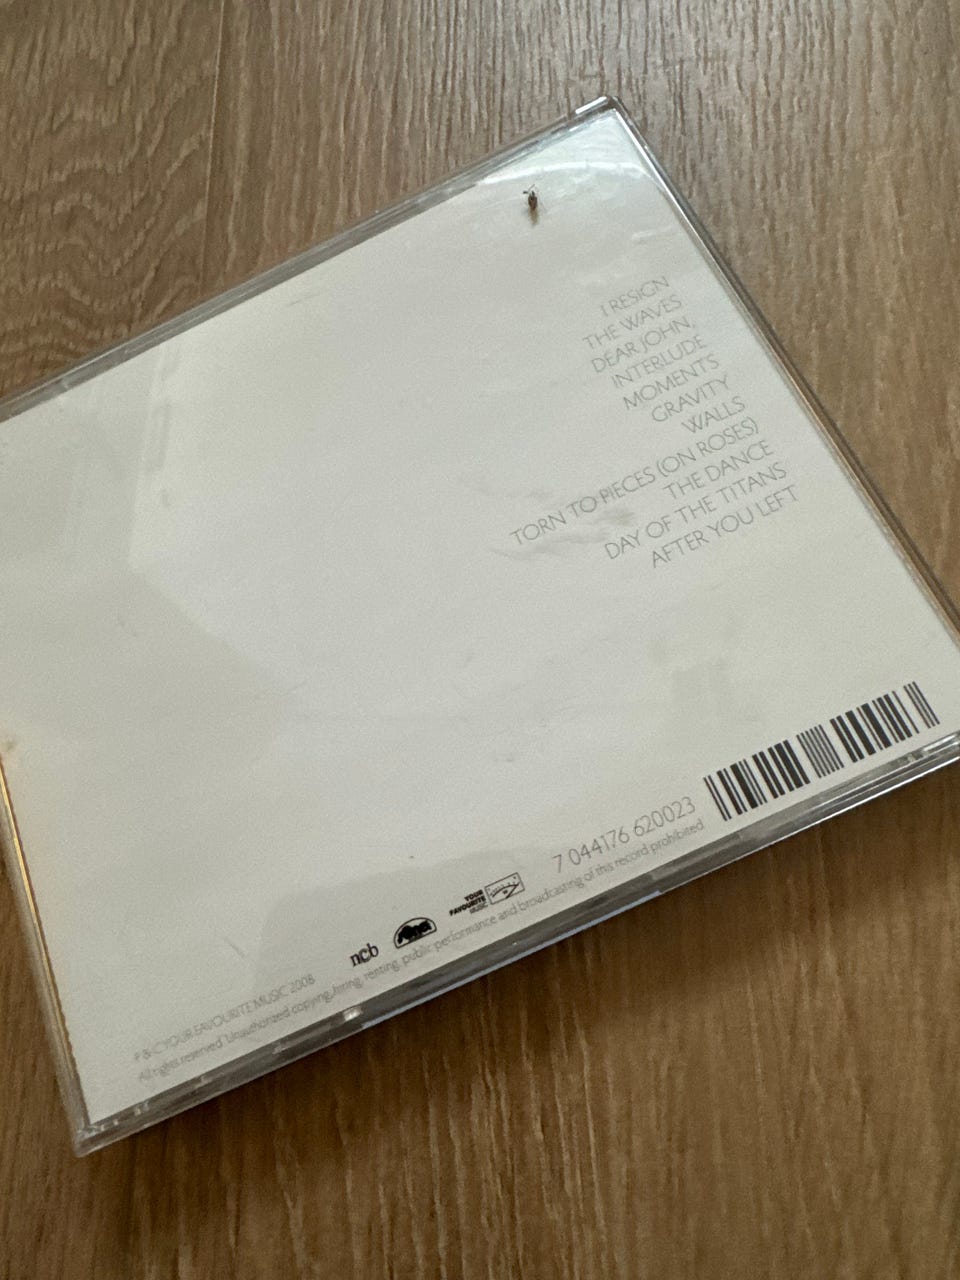 I RESIGN
THE WAVES
DEAR JOHN,
INTERLUDE
MOMENTS
GRAVITY
WALLS
TORN TO PIECES (ON ROSES)
THE DANCE
DAY OF THE TITANS
AFTER YOU LEFT
7 044176 620023
YOUR
FAVOURITE
MUSIC
ncb
P & C YOUR FAVOURITE MUSIC 2008
All rights reserved. Unauthorized copying, hiring, renting, public performance and broadcasting of this record prohibited